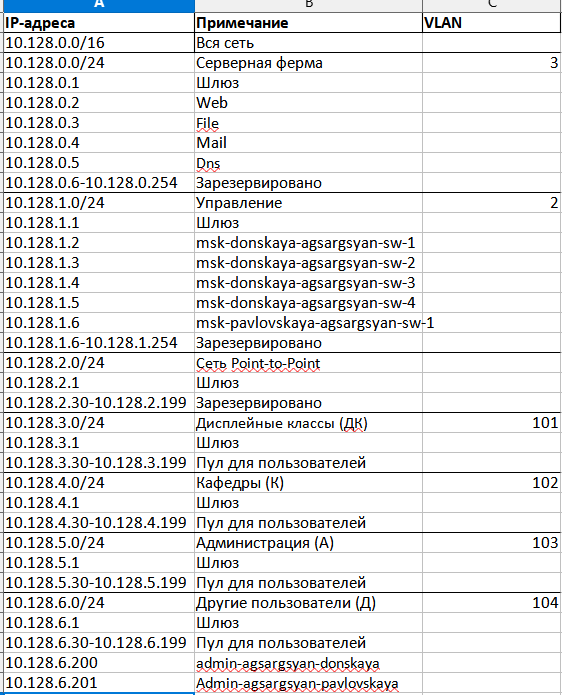 A B C
IP-адреса Примечание VLAN
10.128.0.0/16 Вся сеть
10.128.0.0/24 Серверная ферма 3
10.128.0.1 Шлюз
10.128.0.2 Web
10.128.0.3 File
10.128.0.4 Mail
10.128.0.5 Dns
10.128.0.6-10.128.0.254 Зарезервировано
10.128.1.0/24 Управление 2
10.128.1.1 Шлюз
10.128.1.2 msk-donskaya-agsargsyan-sw-1
10.128.1.3 msk-donskaya-agsargsyan-sw-2
10.128.1.4 msk-donskaya-agsargsyan-sw-3
10.128.1.5 msk-donskaya-agsargsyan-sw-4
10.128.1.6 msk-pavlovskaya-agsargsyan-sw-1
10.128.1.6-10.128.1.254 Зарезервировано
10.128.2.0/24 Сеть Point-to-Point
10.128.2.1 Шлюз
10.128.2.30-10.128.2.199 Зарезервировано
10.128.3.0/24 Дисплейные классы (ДК) 101
10.128.3.1 Шлюз
10.128.3.30-10.128.3.199 Пул для пользователей
10.128.4.0/24 Кафедры (К) 102
10.128.4.1 Шлюз
10.128.4.30-10.128.4.199 Пул для пользователей
10.128.5.0/24 Администрация (А) 103
10.128.5.1 Шлюз
10.128.5.30-10.128.5.199 Пул для пользователей
10.128.6.0/24 Другие пользователи (Д) 104
10.128.6.1 Шлюз
10.128.6.30-10.128.6.199 Пул для пользователей
10.128.6.200 admin-agsargsyan-donskaya
10.128.6.201 Admin-agsargsyan-pavlovskaya